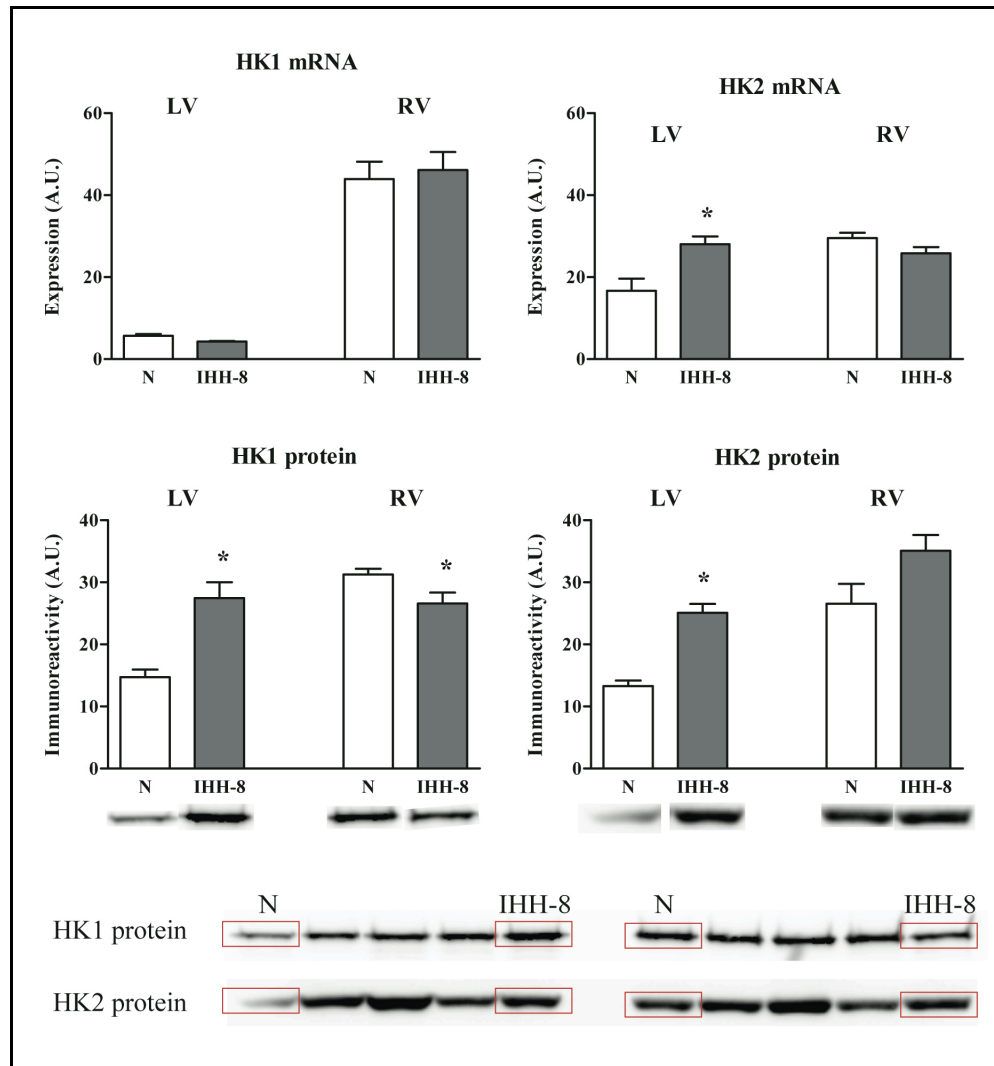 HK1 mRNA
LV RV
Expression (A.U.)
60
40
20
0
N IHH-8 N IHH-8
HK2 mRNA
LV RV
Expression (A.U.)
60
40
20
0
*
N IHH-8 N IHH-8
HK1 protein
LV RV
Immunoreactivity (A.U.)
40
30
20
10
0
* *
N IHH-8 N IHH-8
HK2 protein
LV RV
Immunoreactivity (A.U.)
40
30
20
10
0
*
N IHH-8 N IHH-8
N IHH-8 N IHH-8
HK1 protein
HK2 protein